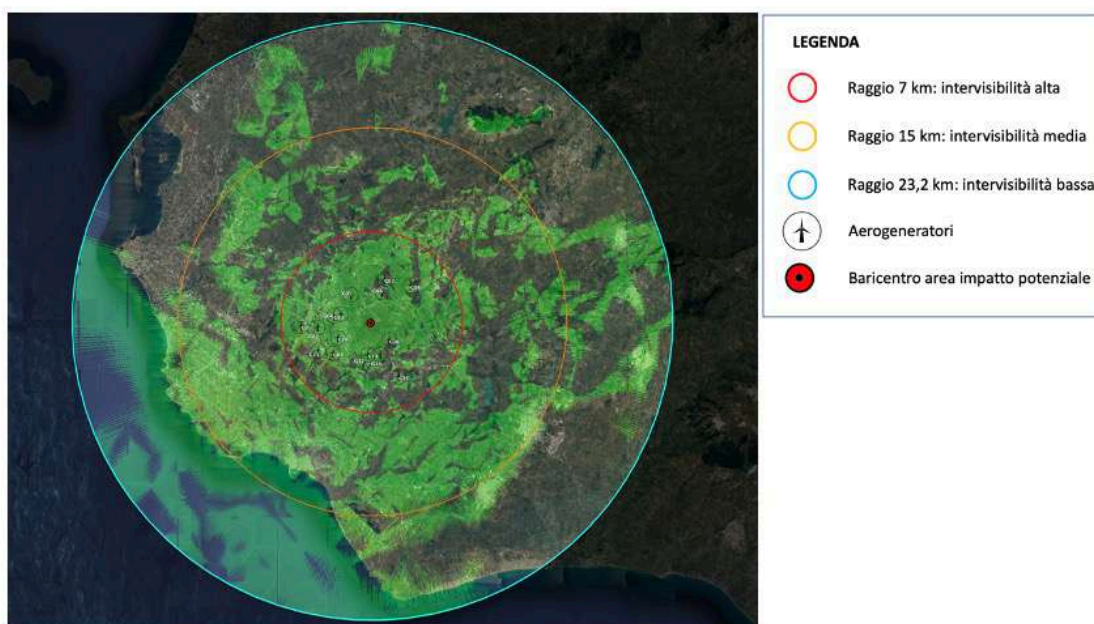 LEGENDA
Raggio 7 km: intervisibilità alta
Raggio 15 km: intervisibilità media
Raggio 23,2 km: intervisibilità bassa
Aerogeneratori
Baricentro area impatto potenziale